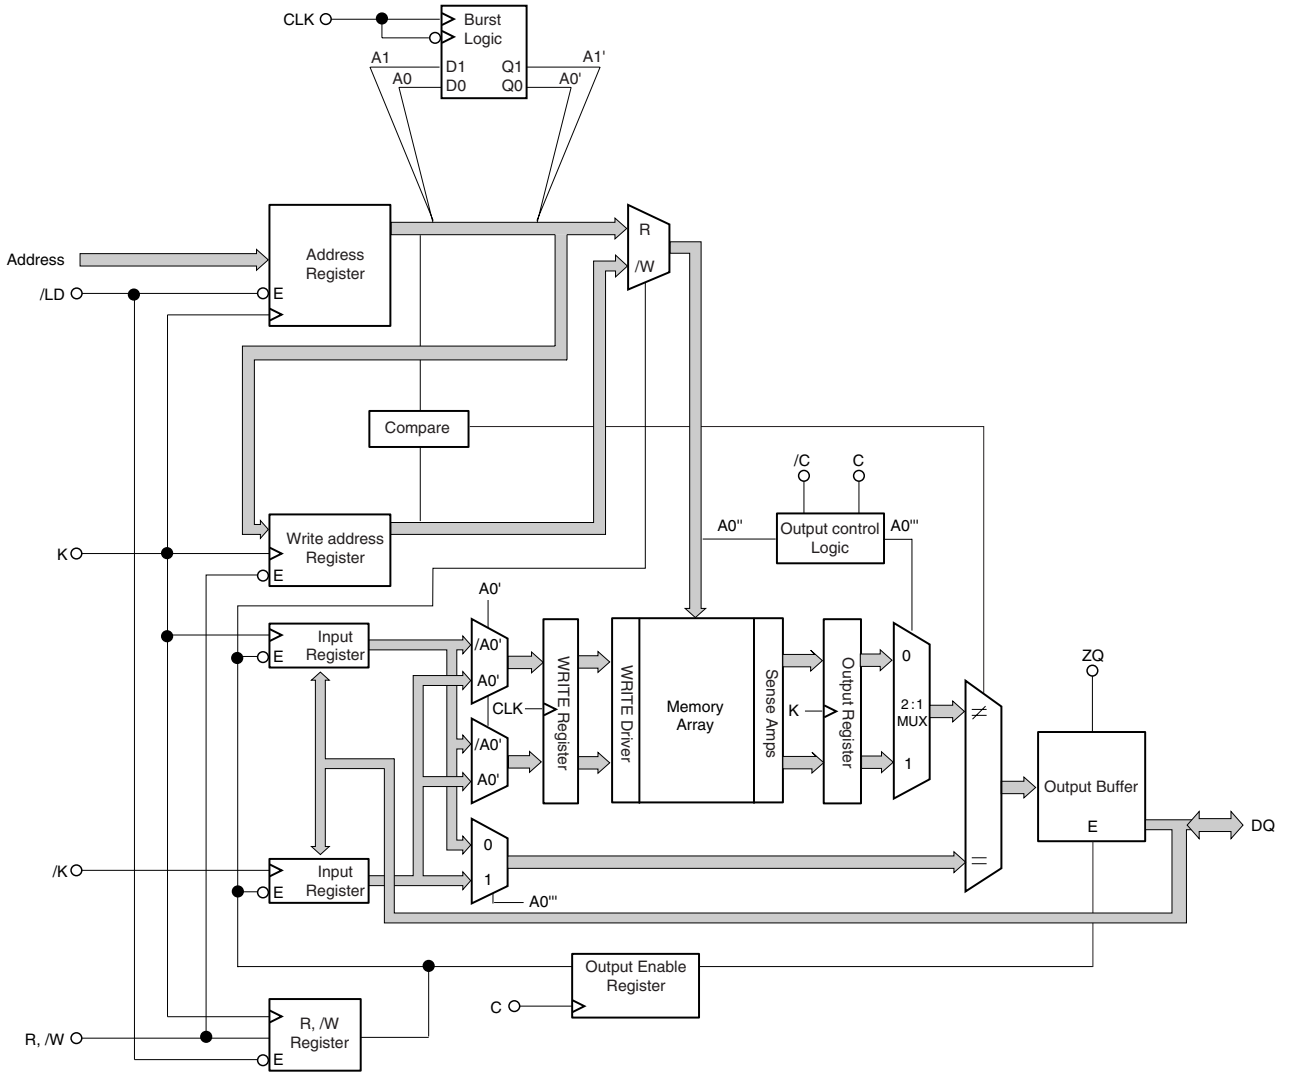 CLK
Burst
Logic
A1
D1
Q1
A1'
A0
D0
Q0
A0'
Address
Address
Register
R
/W
/LD
E
Compare
/C
C
Output control
Logic
A0''
A0'''
Write address
Register
K
E
A0'
Input
Register
E
/A0'
A0'
CLK
/A0'
A0'
WRITE Register
WRITE Driver
Memory
Array
Sense Amps
K
Output Register
0
2:1
MUX
1
≠
=
ZQ
Output Buffer
E
DQ
0
1
A0'''
/K
Input
Register
E
Output Enable
Register
C
R, /W
R, /W
Register
E